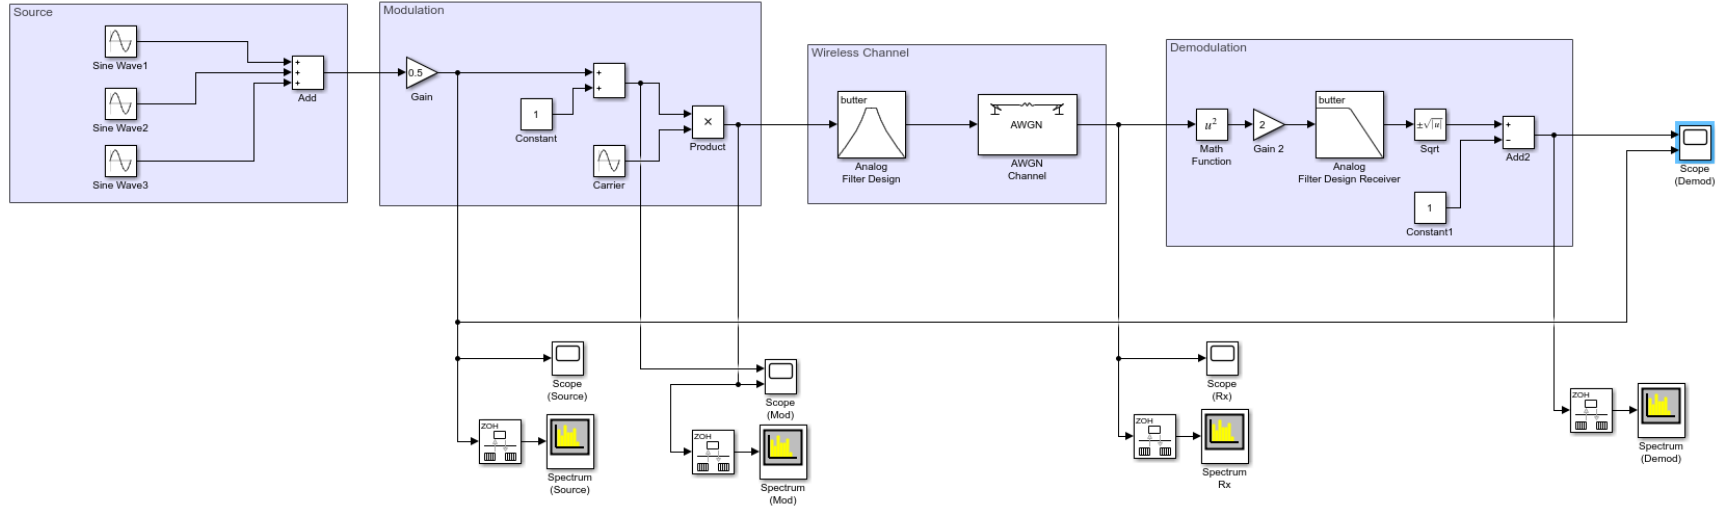 Source
Sine Wave1
Sine Wave2
Sine Wave3
+
+
+
Add
Modulation
0.5
Gain
1
Constant
+
+
×
Product
Carrier
Wireless Channel
butter
Analog
Filter Design
AWGN
AWGN
Channel
Demodulation
u²
Math
Function
2
Gain 2
butter
Analog
Filter Design Receiver
±√|u|
Sqrt
1
Constant1
+
−
Add2
Scope
(Demod)
Scope
(Source)
ZOH
Spectrum
(Source)
Scope
(Mod)
ZOH
Spectrum
(Mod)
Scope
(Rx)
ZOH
Spectrum
Rx
ZOH
Spectrum
(Demod)